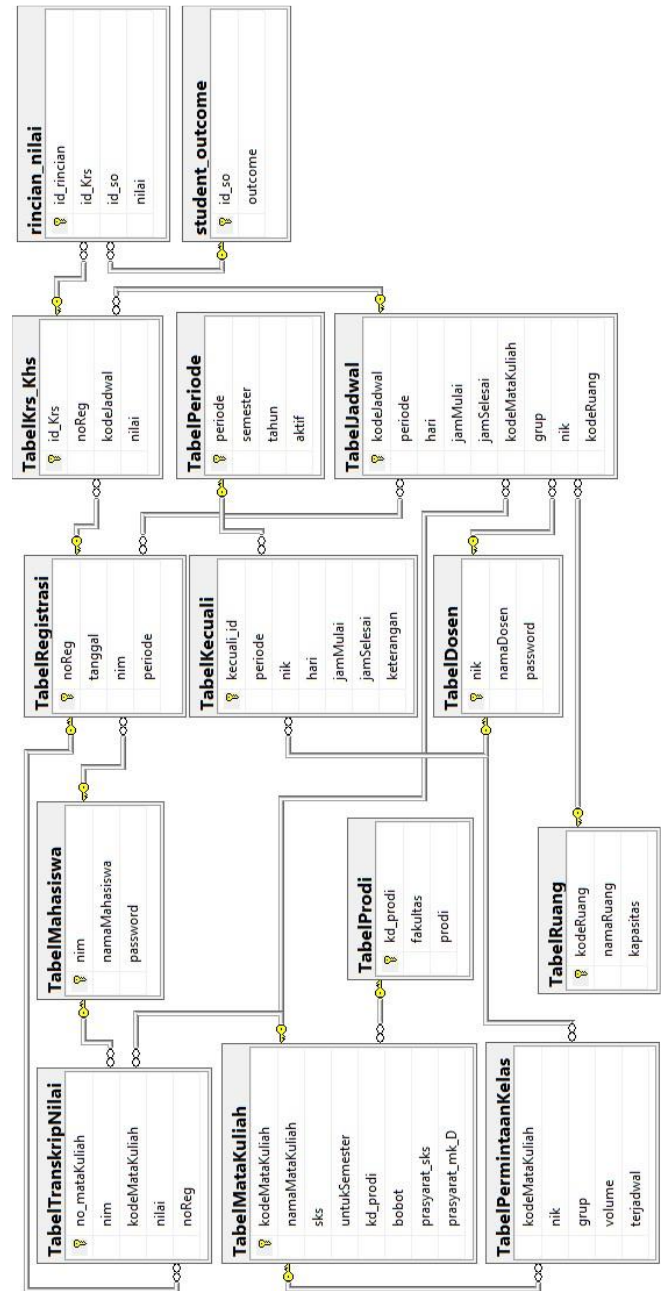 TabelTranskripNilai
no_mataKuliah
nim
kodeMataKuliah
nilai
noReg
TabelMahasiswa
nim
namaMahasiswa
password
TabelRegistrasi
noReg
tanggal
nim
periode
TabelKrs_Khs
id_Krs
noReg
kodeJadwal
nilai
rincian_nilai
id_rincian
id_Krs
id_so
nilai
TabelMataKuliah
kodeMataKuliah
namaMataKuliah
sks
untukSemester
kd_prodi
bobot
prasyarat_sks
prasyarat_mk_D
TabelProdi
kd_prodi
fakultas
prodi
TabelKecuali
kecuali_id
periode
nik
hari
jamMulai
jamSelesai
keterangan
TabelPeriode
periode
semester
tahun
aktif
student_outcome
id_so
outcome
TabelPermintaanKelas
kodeMataKuliah
nik
grup
volume
terjadwal
TabelRuang
kodeRuang
namaRuang
kapasitas
TabelDosen
nik
namaDosen
password
TabelJadwal
kodeJadwal
periode
hari
jamMulai
jamSelesai
kodeMataKuliah
grup
nik
kodeRuang